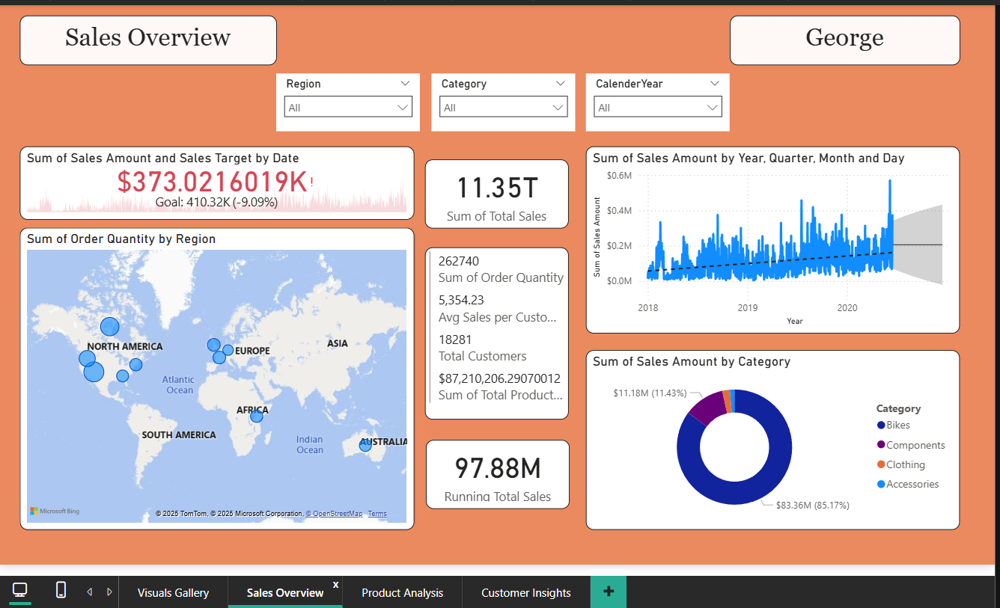 Sales Overview
George
Region
All
Category
All
CalenderYear
All
Sum of Sales Amount and Sales Target by Date
$373.0216019K!
Goal: 410.32K (-9.09%)
Sum of Order Quantity by Region
NORTH AMERICA
EUROPE
ASIA
Atlantic
Ocean
AFRICA
SOUTH AMERICA
Indian
Ocean
AUSTRALIA
Microsoft Bing
© 2025 TomTom, © 2025 Microsoft Corporation, © OpenStreetMap Terms
11.35T
Sum of Total Sales
262740
Sum of Order Quantity
5,354.23
Avg Sales per Custo...
18281
Total Customers
$87,210,206.29070012
Sum of Total Product...
97.88M
Running Total Sales
Sum of Sales Amount by Year, Quarter, Month and Day
Sum of Sales Amount
$0.6M
$0.4M
$0.2M
$0.0M
2018 2019 2020
Year
Sum of Sales Amount by Category
$11.18M (11.43%)
$83.36M (85.17%)
Category
Bikes
Components
Clothing
Accessories
Visuals Gallery
Sales Overview
x
Product Analysis
Customer Insights
+